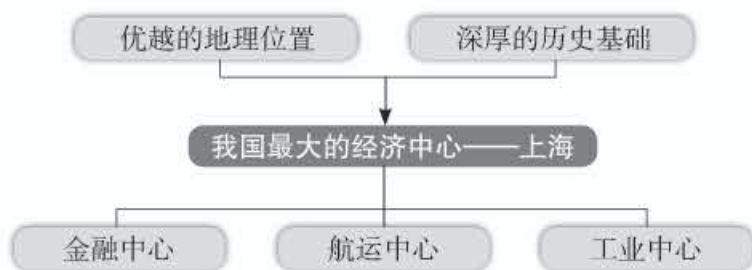 优越的地理位置 深厚的历史基础
我国最大的经济中心——上海
金融中心 航运中心 工业中心